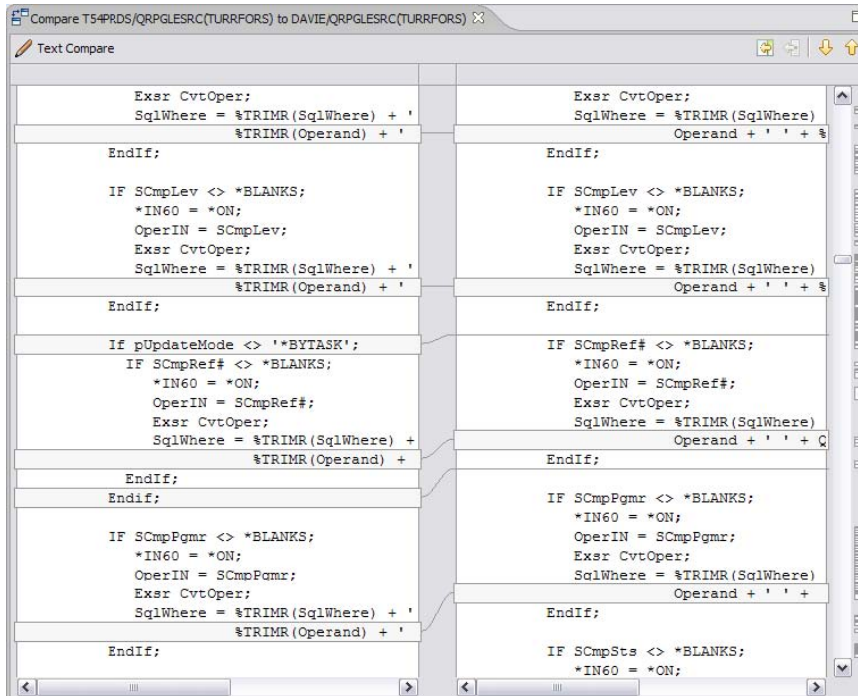 Compare T54PRDS/QRPGLESRC(TURRFORS) to DAVIE/QRPGLESRC(TURRFORS)
Text Compare
Exsr CvtOper;
SqlWhere = %TRIMR(SqlWhere) + '
%TRIMR(Operand) + '
EndIf;
IF SCmpLev <> *BLANKS;
*IN60 = *ON;
OperIN = SCmpLev;
Exsr CvtOper;
SqlWhere = %TRIMR(SqlWhere) + '
%TRIMR(Operand) + '
EndIf;
If pUpdateMode <> '*BYTASK';
IF SCmpRef# <> *BLANKS;
*IN60 = *ON;
OperIN = SCmpRef#;
Exsr CvtOper;
SqlWhere = %TRIMR(SqlWhere) +
%TRIMR(Operand) +
EndIf;
Endif;
IF SCmpPgmr <> *BLANKS;
*IN60 = *ON;
OperIN = SCmpPgmr;
Exsr CvtOper;
SqlWhere = %TRIMR(SqlWhere) + '
%TRIMR(Operand) + '
EndIf;
Exsr CvtOper;
SqlWhere = %TRIMR(SqlWhere)
Operand + ' ' + %
EndIf;
IF SCmpLev <> *BLANKS;
*IN60 = *ON;
OperIN = SCmpLev;
Exsr CvtOper;
SqlWhere = %TRIMR(SqlWhere)
Operand + ' ' + %
EndIf;
IF SCmpRef# <> *BLANKS;
*IN60 = *ON;
OperIN = SCmpRef#;
Exsr CvtOper;
SqlWhere = %TRIMR(SqlWhere)
Operand + ' ' + Q
EndIf;
IF SCmpPgmr <> *BLANKS;
*IN60 = *ON;
OperIN = SCmpPgmr;
Exsr CvtOper;
SqlWhere = %TRIMR(SqlWhere)
Operand + ' ' +
EndIf;
IF SCmpSts <> *BLANKS;
*IN60 = *ON;